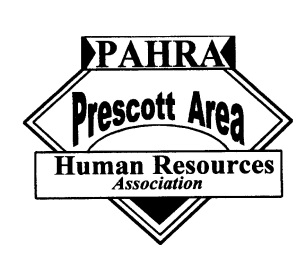 PAHRA
Prescott Area
Human Resources
Association